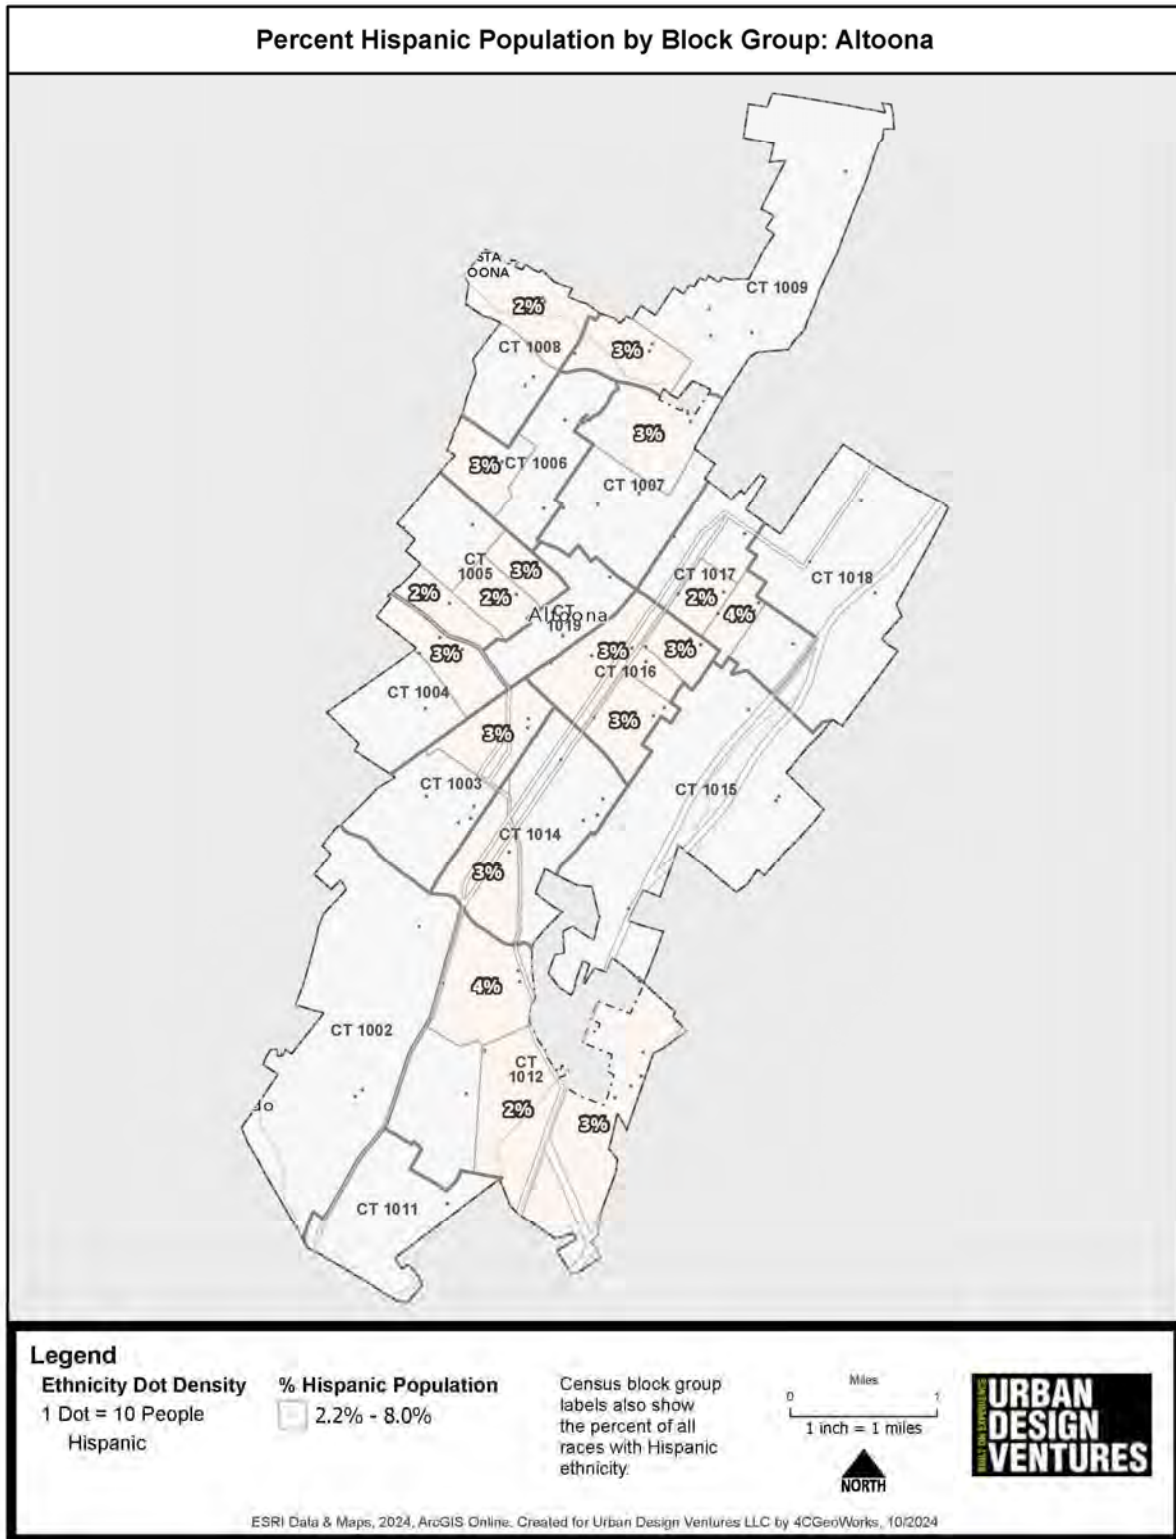 Percent Hispanic Population by Block Group: Altoona
STA
OONA
CT 1009
2%
CT 1008
3%
3%
3%
CT 1006
CT 1007
CT
1005
3%
CT 1017
CT 1018
2%
2%
2%
4%
Altoona
CT
1019
3%
3%
3%
CT 1016
CT 1004
3%
3%
CT 1003
CT 1015
CT 1014
3%
4%
CT 1002
CT
1012
2%
3%
CT 1011
Legend
Ethnicity Dot Density
1 Dot = 10 People
Hispanic
% Hispanic Population
2.2% - 8.0%
Census block group
labels also show
the percent of all
races with Hispanic
ethnicity.
Miles
0 1
1 inch = 1 miles
NORTH
URBAN
DESIGN
VENTURES
ESRI Data & Maps, 2024, ArcGIS Online. Created for Urban Design Ventures LLC by 4CGeoWorks, 10/2024